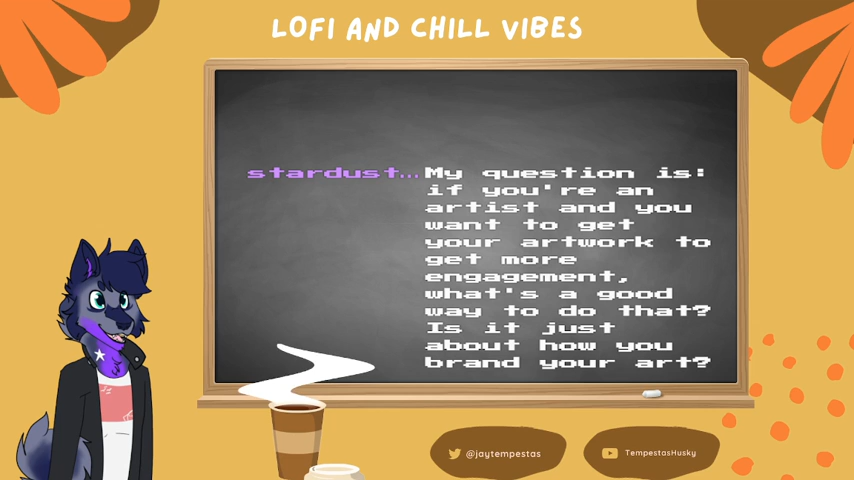 LOFI AND CHILL VIBES
stardust... My question is:
if you're an
artist and you
want to get
your artwork to
get more
engagement,
what's a good
way to do that?
Is it just
about how you
brand your art?
@jaytempestas
TempestasHusky